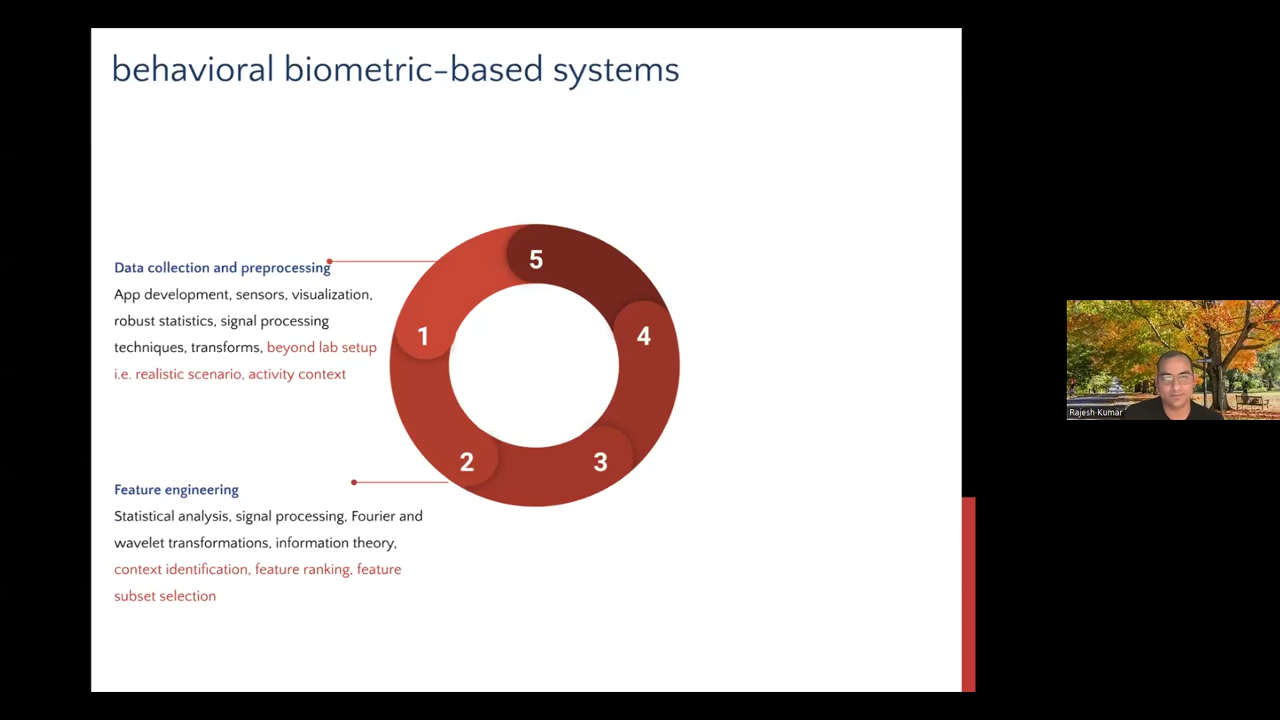 behavioral biometric-based systems
Data collection and preprocessing
App development, sensors, visualization,
robust statistics, signal processing
techniques, transforms, beyond lab setup
i.e. realistic scenario, activity context
5
1
4
2
3
Feature engineering
Statistical analysis, signal processing, Fourier and
wavelet transformations, information theory,
context identification, feature ranking, feature
subset selection
Rajesh Kumar